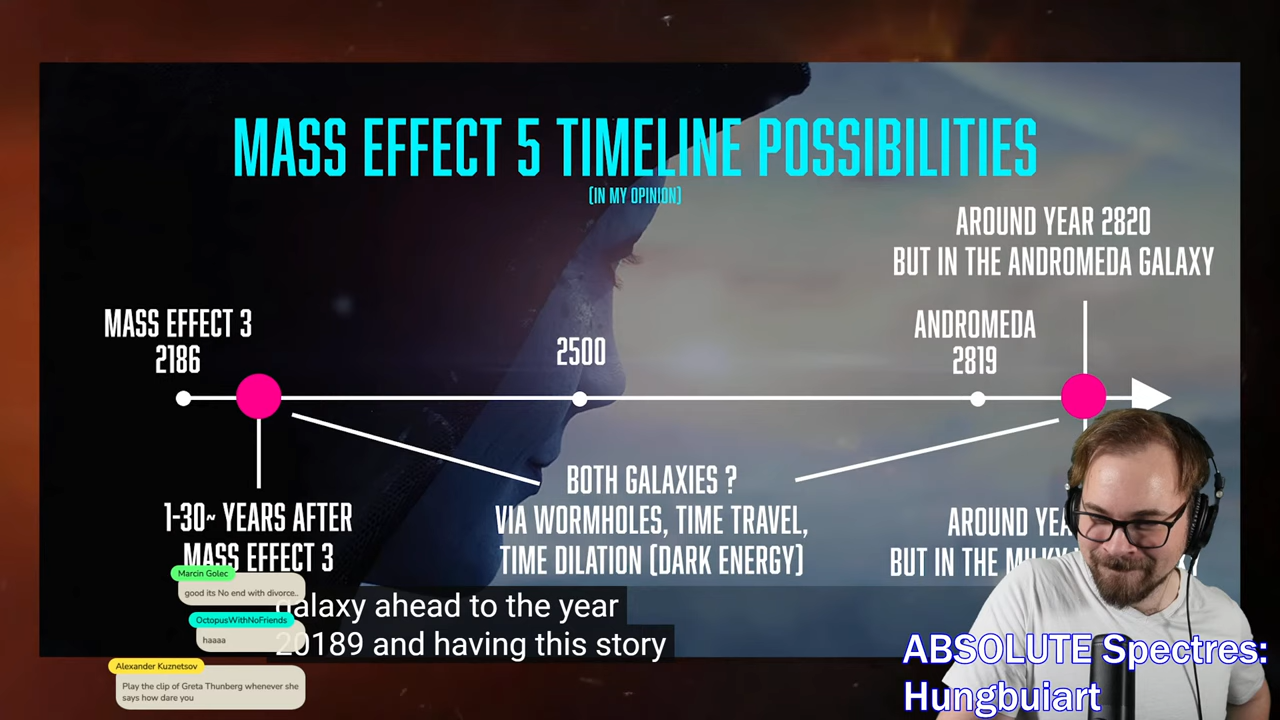 MASS EFFECT 5 TIMELINE POSSIBILITIES
(IN MY OPINION)
AROUND YEAR 2820
BUT IN THE ANDROMEDA GALAXY
MASS EFFECT 3
2186
2500
ANDROMEDA
2819
1-30~ YEARS AFTER
MASS EFFECT 3
BOTH GALAXIES ?
VIA WORMHOLES, TIME TRAVEL,
TIME DILATION (DARK ENERGY)
AROUND
BUT IN THE
galaxy ahead to the year
20189 and having this story
Marcin Golec
good its No end with divorce..
OctopusWithNoFriends
haaaa
Alexander Kuznetsov
Play the clip of Greta Thunberg whenever she
says how dare you
ABSOLUTE Spectres:
Hungbuiart